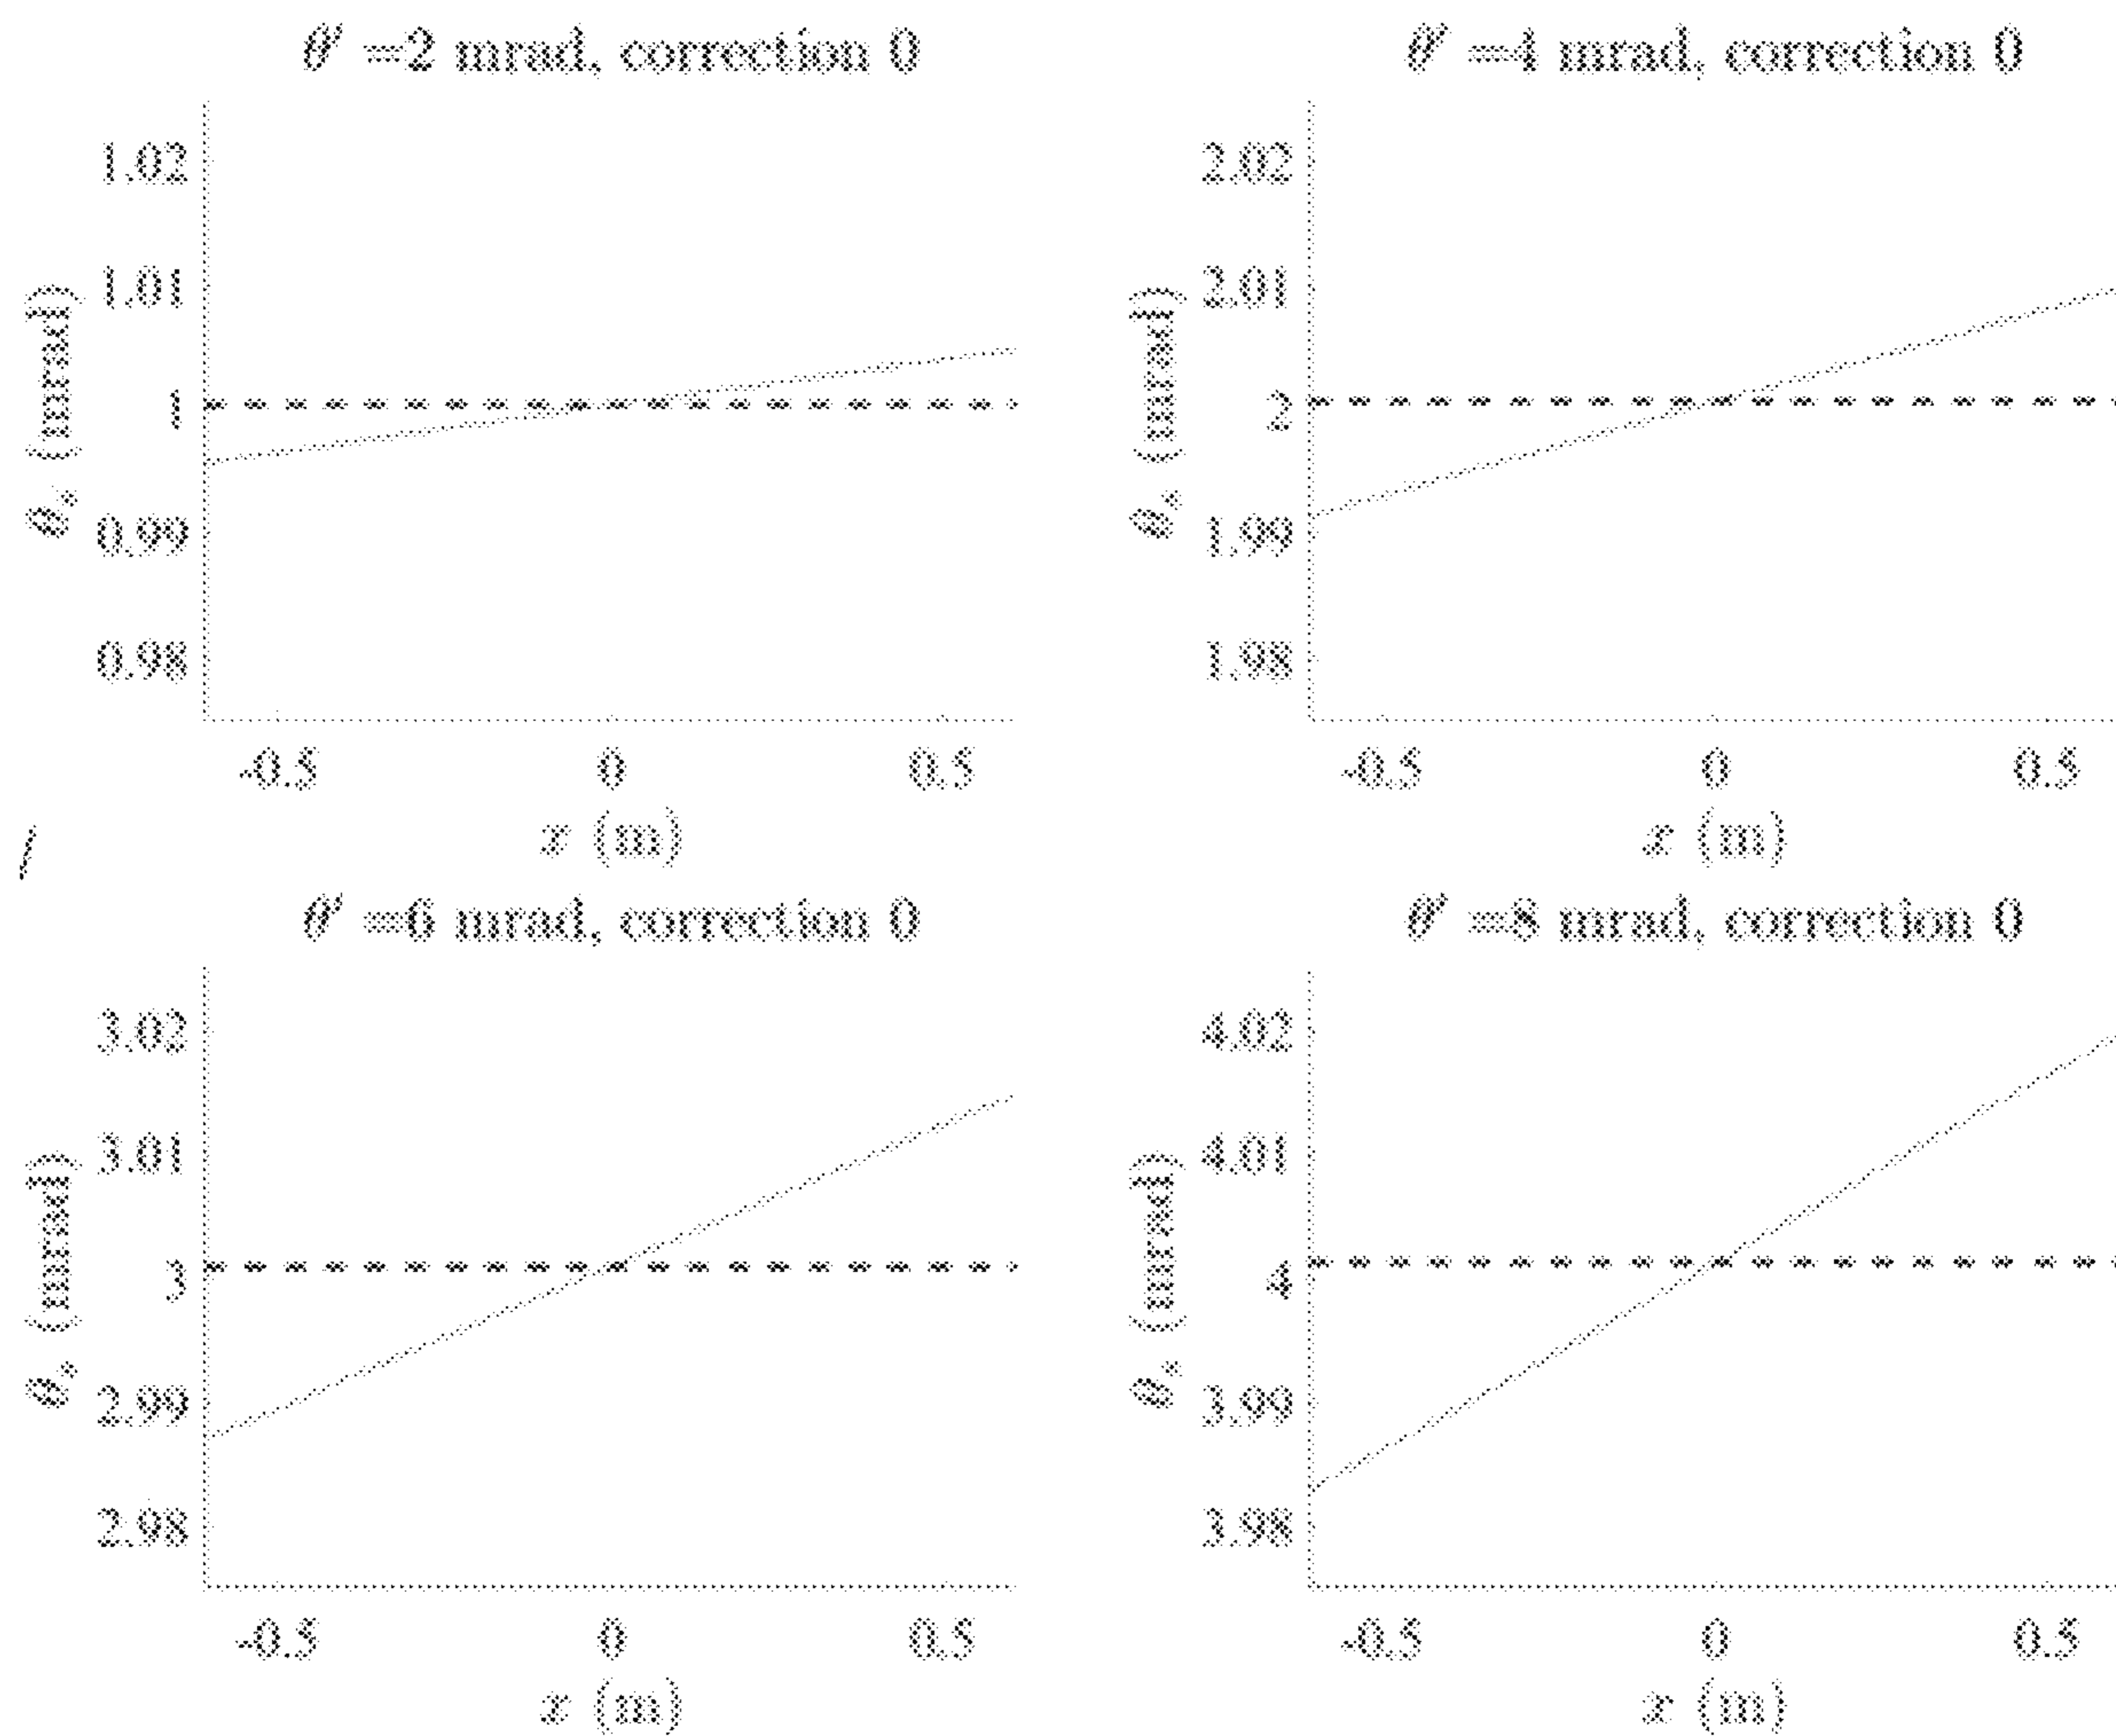 θ′ =2 mrad, correction 0
1.02
1.01
1
0.99
0.98
(mrad)
-0.5 0 0.5
x (m)
θ′ =4 mrad, correction 0
2.02
2.01
2
1.99
1.98
(mrad)
-0.5 0 0.5
x (m)
θ′ =6 mrad, correction 0
3.02
3.01
3
2.99
2.98
(mrad)
-0.5 0 0.5
x (m)
θ′ =8 mrad, correction 0
4.02
4.01
4
3.99
3.98
(mrad)
-0.5 0 0.5
x (m)